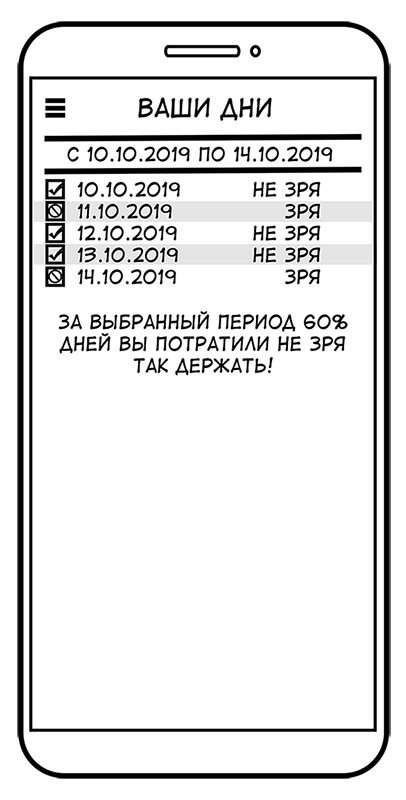 ВАШИ ДНИ
С 10.10.2019 ПО 14.10.2019
10.10.2019 НЕ ЗРЯ
11.10.2019 ЗРЯ
12.10.2019 НЕ ЗРЯ
13.10.2019 НЕ ЗРЯ
14.10.2019 ЗРЯ
ЗА ВЫБРАННЫЙ ПЕРИОД 60%
ДНЕЙ ВЫ ПОТРАТИЛИ НЕ ЗРЯ
ТАК ДЕРЖАТЬ!